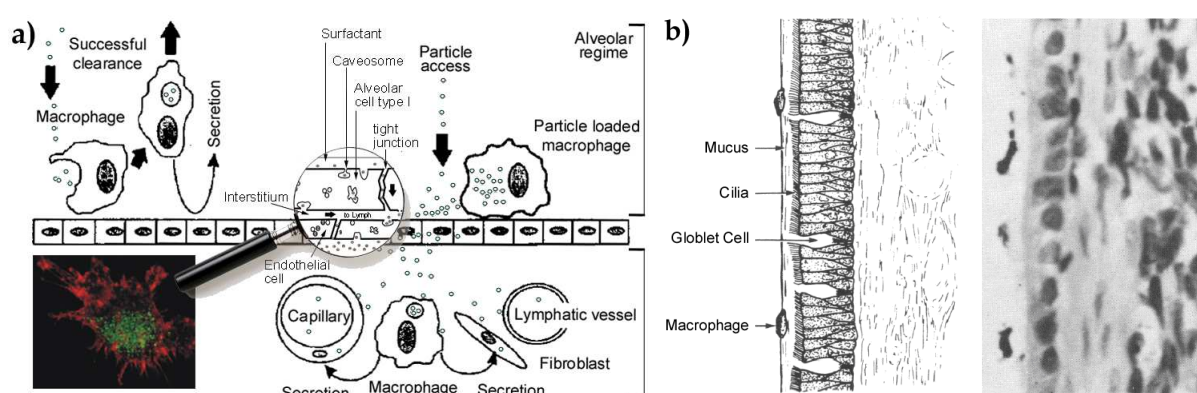 a)
Successful
clearance
Macrophage
Secretion
Surfactant
Caveosome
Alveolar
cell type I
tight
junction
Interstitium
to Lymph
Endothelial
cell
Particle
access
Alveolar
regime
Particle loaded
macrophage
Capillary
Lymphatic vessel
Fibroblast
Secretion
Macrophage
Secretion
b)
Mucus
Cilia
Globlet Cell
Macrophage